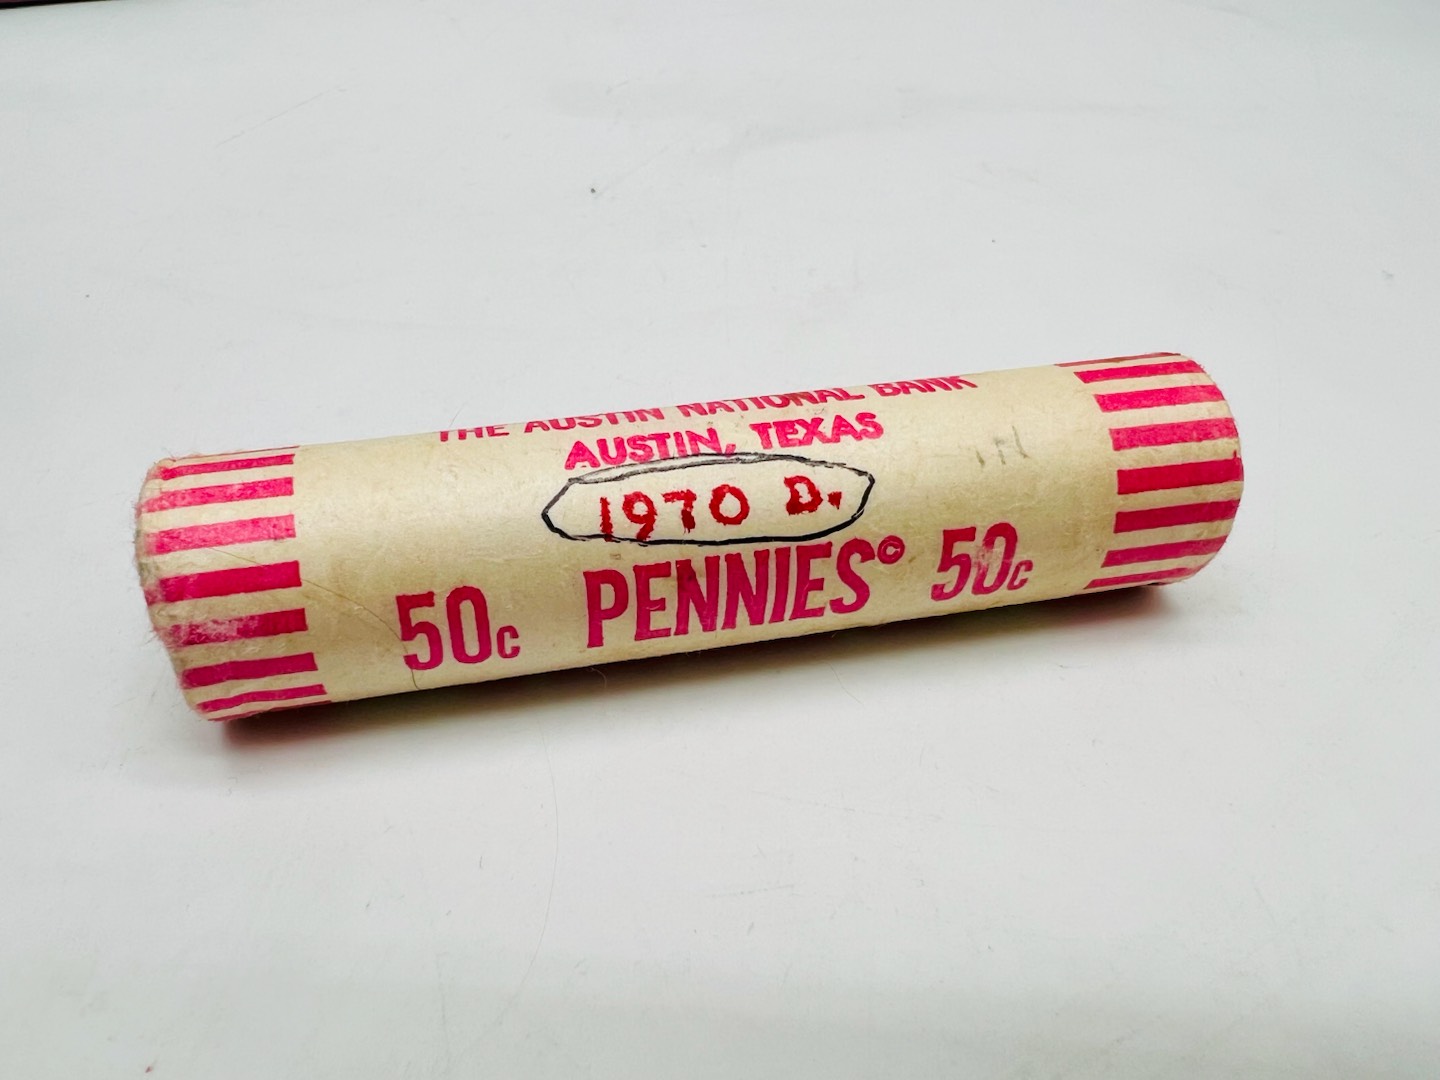 THE AUSTIN NATIONAL BANK
AUSTIN, TEXAS
1970 D.
50c PENNIES© 50c